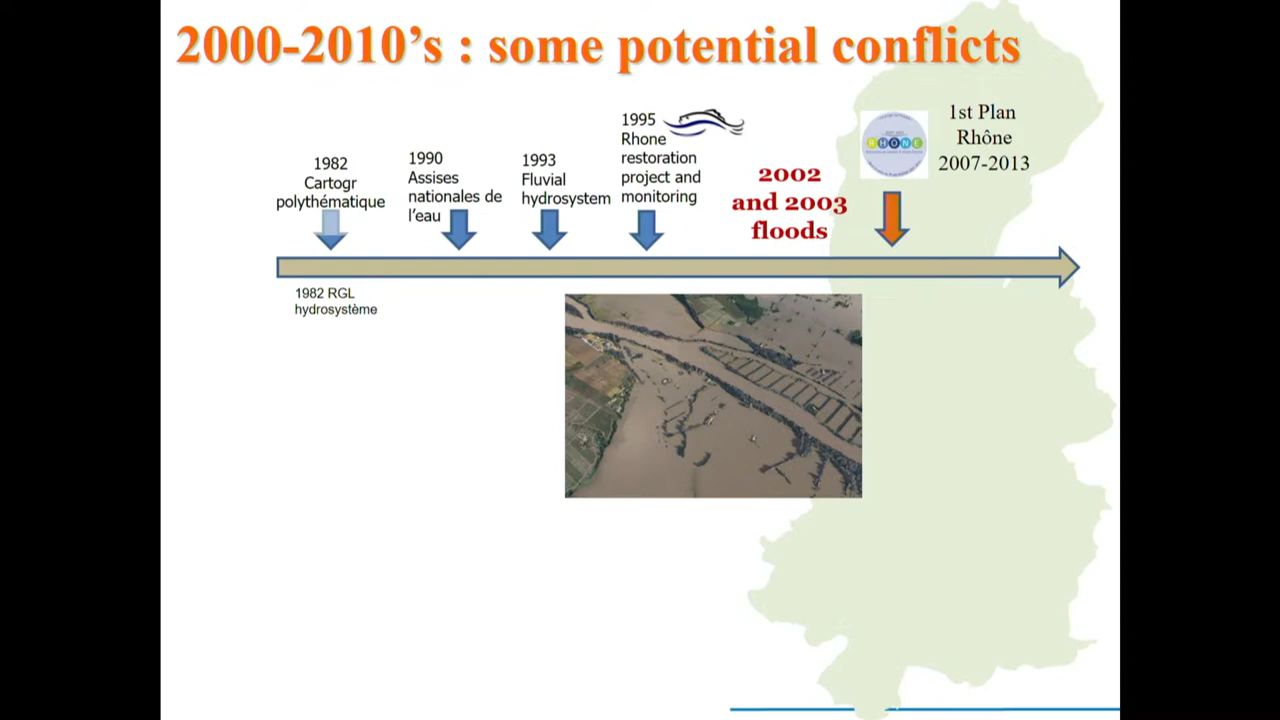 2000-2010’s : some potential conflicts
1982
Cartogr
polythématique
1990
Assises
nationales de
l’eau
1993
Fluvial
hydrosystem
1995
Rhone
restoration
project and
monitoring
2002
and 2003
floods
RHONE
1st Plan
Rhône
2007-2013
1982 RGL
hydrosystème